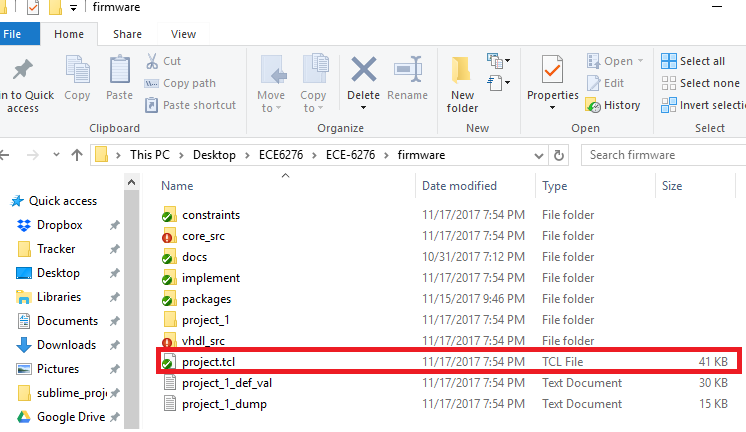 firmware
File Home Share View
Pin to Quick access
Copy
Paste
Cut
Copy path
Paste shortcut
Move to
Copy to
Delete
Rename
New folder
Properties
Open
Edit
History
Select all
Select none
Invert selection
Clipboard Organize New Open Select
This PC Desktop ECE6276 ECE-6276 firmware
Search firmware
Quick access
Dropbox
Tracker
Desktop
Libraries
Documents
Downloads
Pictures
sublime_proj
Google Drive
Name Date modified Type Size
constraints 11/17/2017 7:54 PM File folder
core_src 11/17/2017 7:54 PM File folder
docs 10/31/2017 7:12 PM File folder
implement 11/17/2017 7:54 PM File folder
packages 11/15/2017 9:46 PM File folder
project_1 11/17/2017 7:54 PM File folder
vhdl_src 11/17/2017 7:54 PM File folder
project.tcl 11/17/2017 7:54 PM TCL File 41 KB
project_1_def_val 11/17/2017 7:54 PM Text Document 30 KB
project_1_dump 11/17/2017 7:54 PM Text Document 15 KB